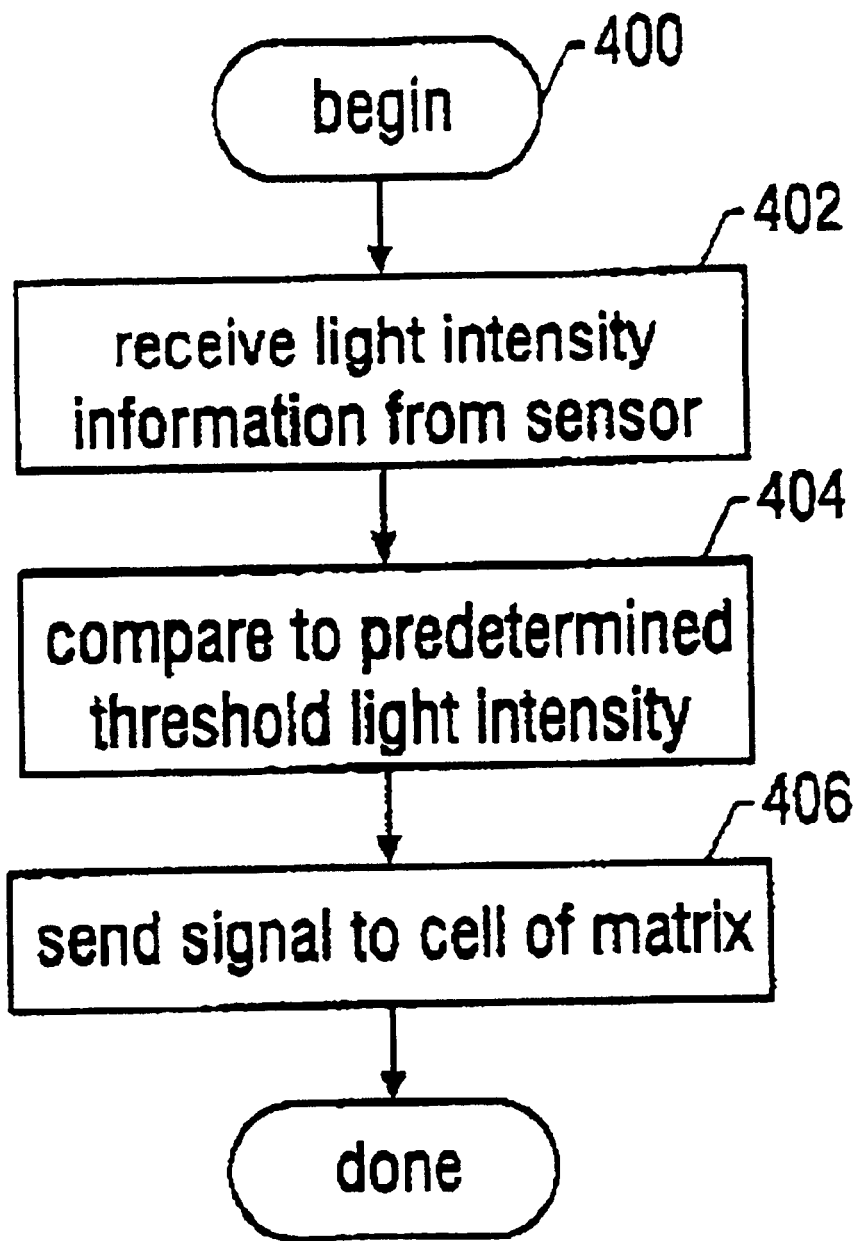 400
begin
402
receive light intensity
information from sensor
404
compare to predetermined
threshold light intensity
406
send signal to cell of matrix
done